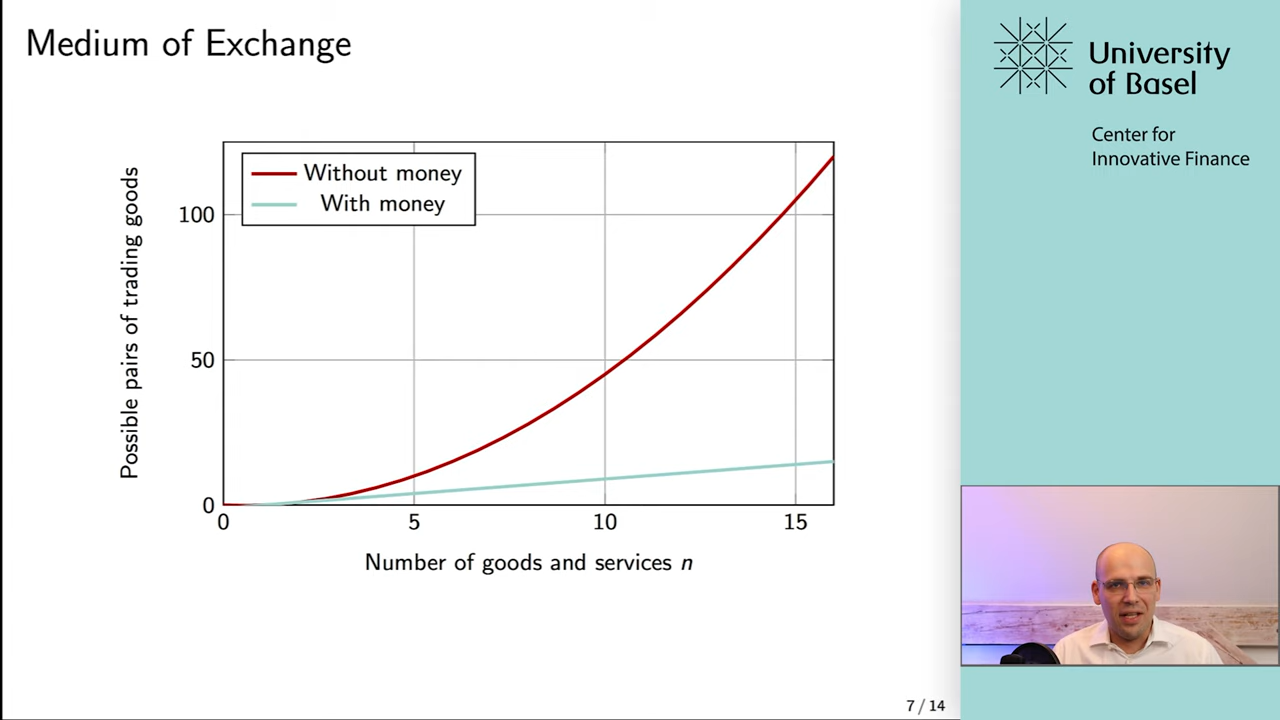 Medium of Exchange
Without money
With money
Possible pairs of trading goods
100
50
0
0 5 10 15
Number of goods and services n
7 / 14
University
of Basel
Center for
Innovative Finance